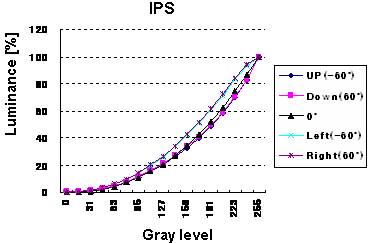 IPS
Luminance [%]
120
100
80
60
40
20
0
0 31 63 95 127 159 191 223 255
Gray level
UP(-60°)
Down(60°)
0°
Left(-60°)
Right(60°)